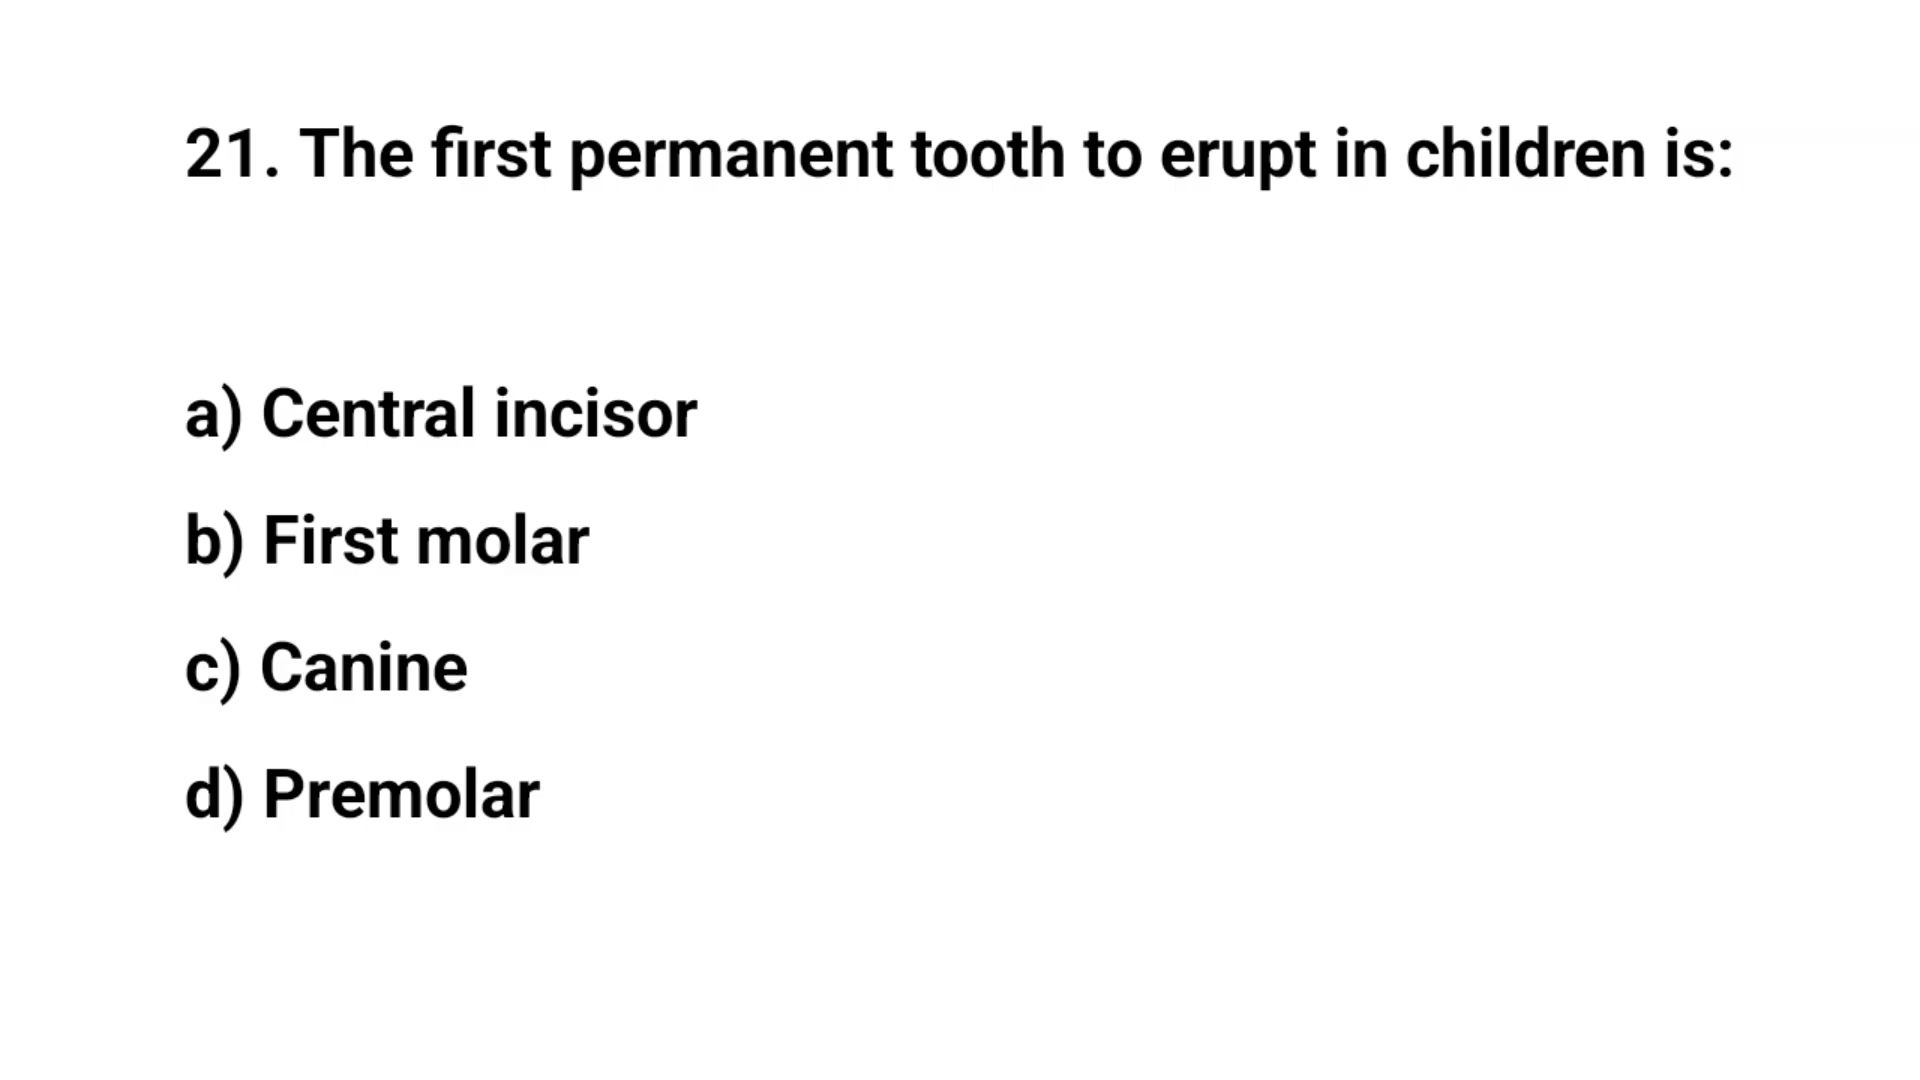 21. The first permanent tooth to erupt in children is:
a) Central incisor
b) First molar
c) Canine
d) Premolar